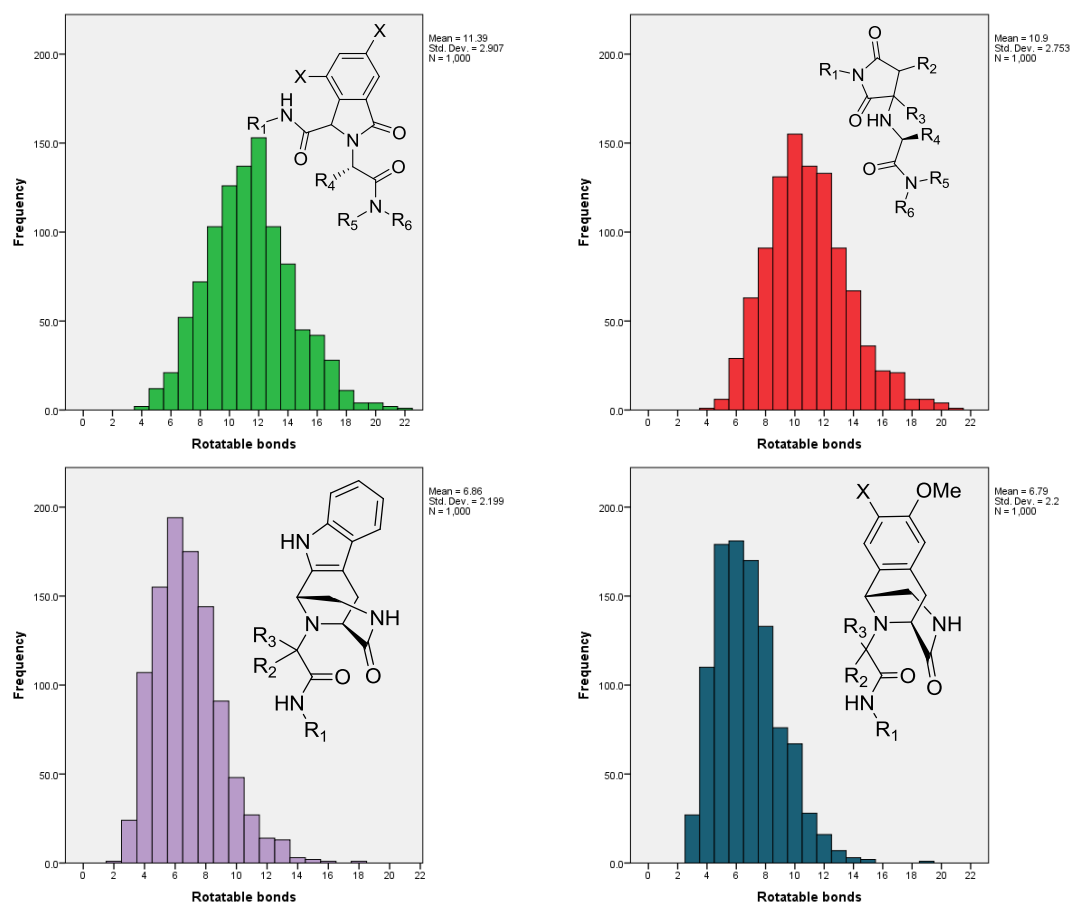 Mean = 11.39
Std. Dev. = 2.907
N = 1,000
Frequency
200.0
150.0
100.0
50.0
0.0
0 2 4 6 8 10 12 14 16 18 20 22
Rotatable bonds
X
X
H
N
R1
O
N
O
R4
O
N
R5
R6
Mean = 10.9
Std. Dev. = 2.753
N = 1,000
Frequency
200.0
150.0
100.0
50.0
0.0
0 2 4 6 8 10 12 14 16 18 20 22
Rotatable bonds
O
R1
N
R2
O
HN
R3
R4
O
N
R5
R6
Mean = 6.86
Std. Dev. = 2.199
N = 1,000
Frequency
200.0
150.0
100.0
50.0
0.0
0 2 4 6 8 10 12 14 16 18 20 22
Rotatable bonds
HN
N
NH
R3
R2
O
O
HN
R1
Mean = 6.79
Std. Dev. = 2.2
N = 1,000
Frequency
200.0
150.0
100.0
50.0
0.0
0 2 4 6 8 10 12 14 16 18 20 22
Rotatable bonds
X
OMe
R3
N
NH
R2
O
O
HN
R1